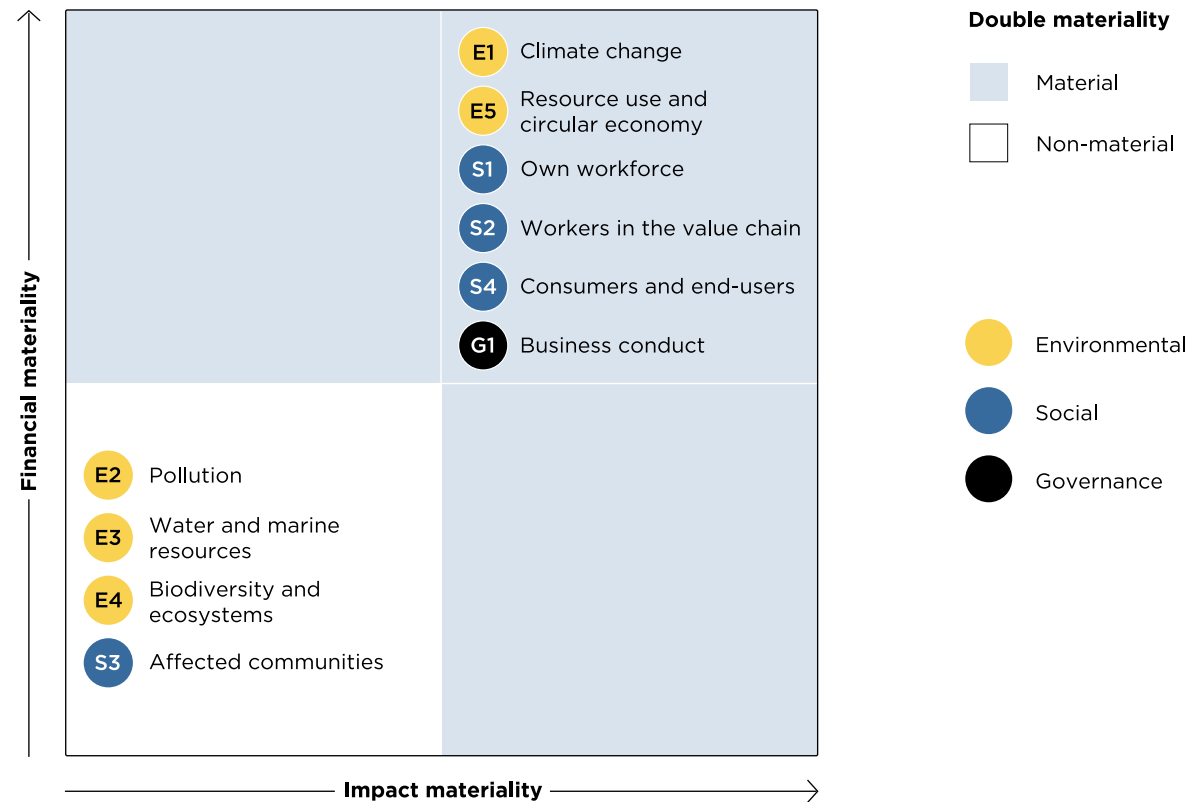 Financial materiality
E1 Climate change
E5 Resource use and
circular economy
S1 Own workforce
S2 Workers in the value chain
S4 Consumers and end-users
G1 Business conduct
E2 Pollution
E3 Water and marine
resources
E4 Biodiversity and
ecosystems
S3 Affected communities
Impact materiality
Double materiality
Material
Non-material
Environmental
Social
Governance